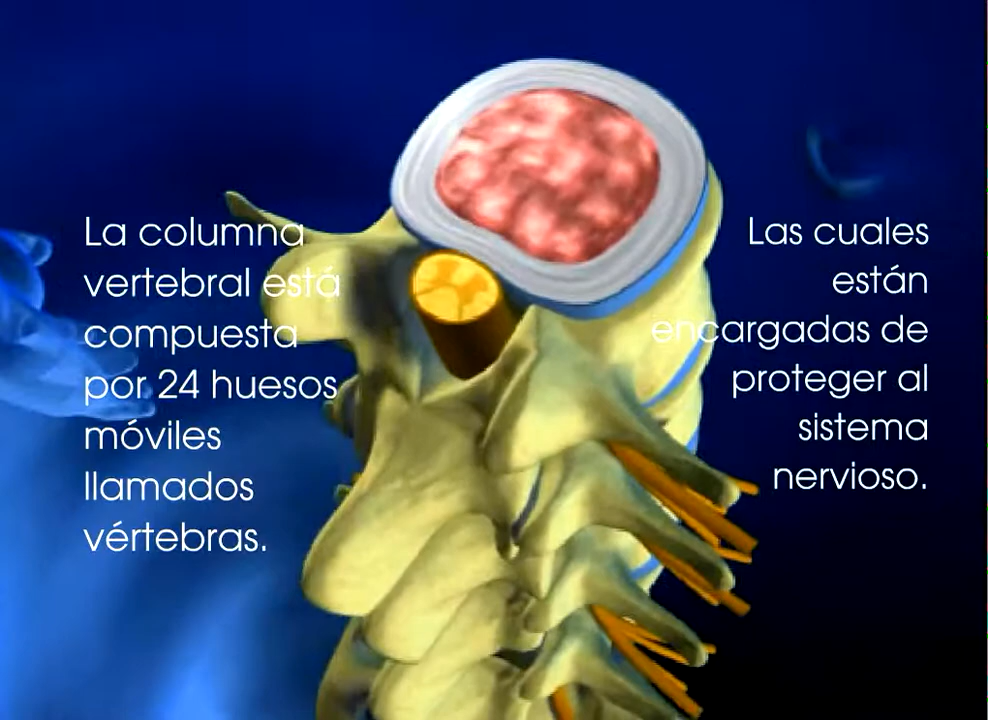 La columna
vertebral está
compuesta
por 24 huesos
móviles
llamados
vértebras.
Las cuales
están
encargadas de
proteger al
sistema
nervioso.